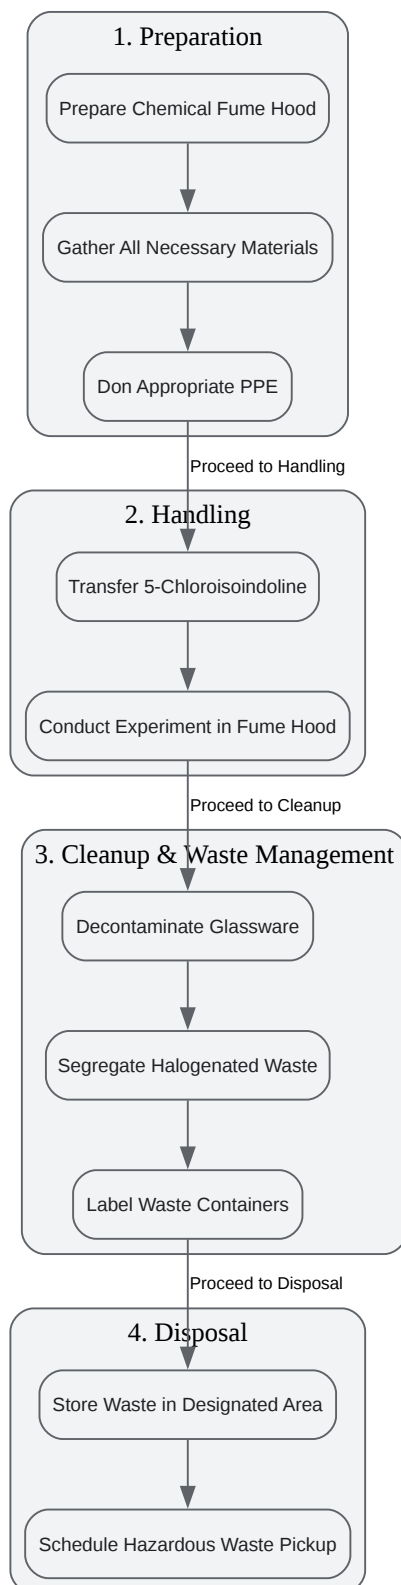 1. Preparation
Prepare Chemical Fume Hood
Gather All Necessary Materials
Don Appropriate PPE
Proceed to Handling
2. Handling
Transfer 5-Chloroisoindoline
Conduct Experiment in Fume Hood
Proceed to Cleanup
3. Cleanup & Waste Management
Decontaminate Glassware
Segregate Halogenated Waste
Label Waste Containers
Proceed to Disposal
4. Disposal
Store Waste in Designated Area
Schedule Hazardous Waste Pickup